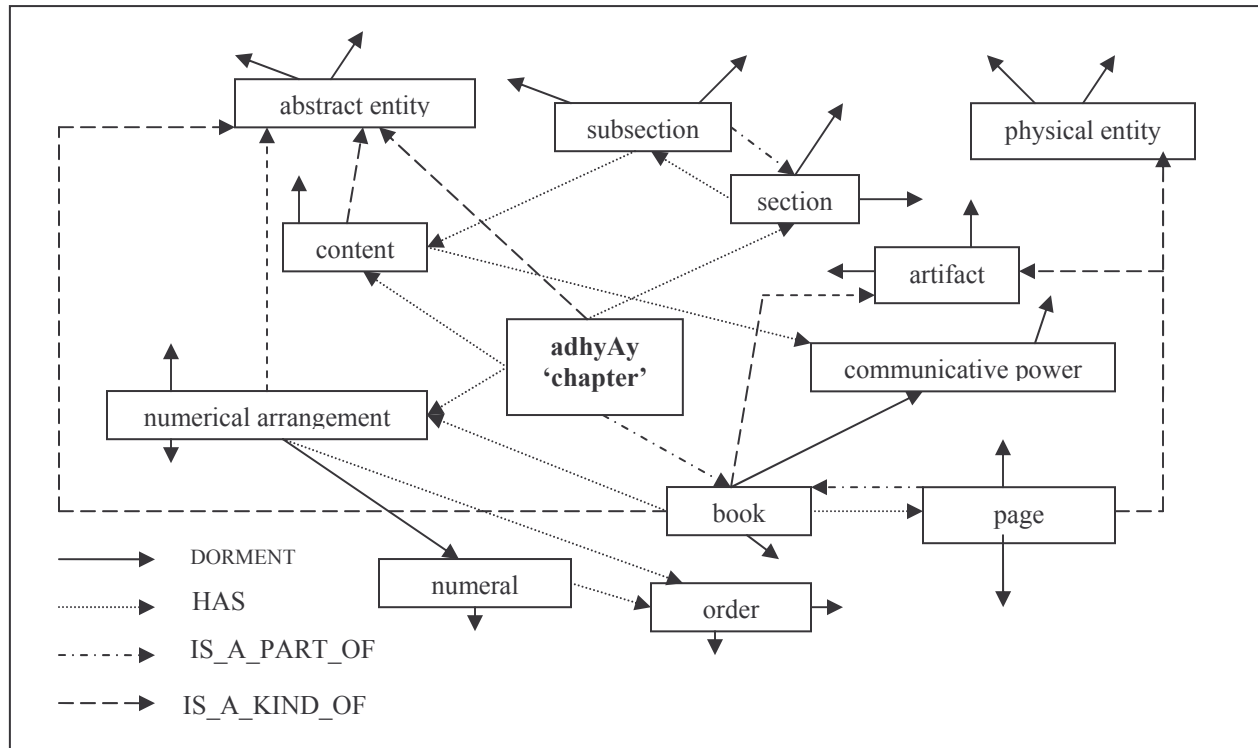 abstract entity
subsection
physical entity
section
content
artifact
adhyAy
‘chapter’
communicative power
numerical arrangement
book
page
DORMENT
numeral
HAS
order
IS_A_PART_OF
IS_A_KIND_OF